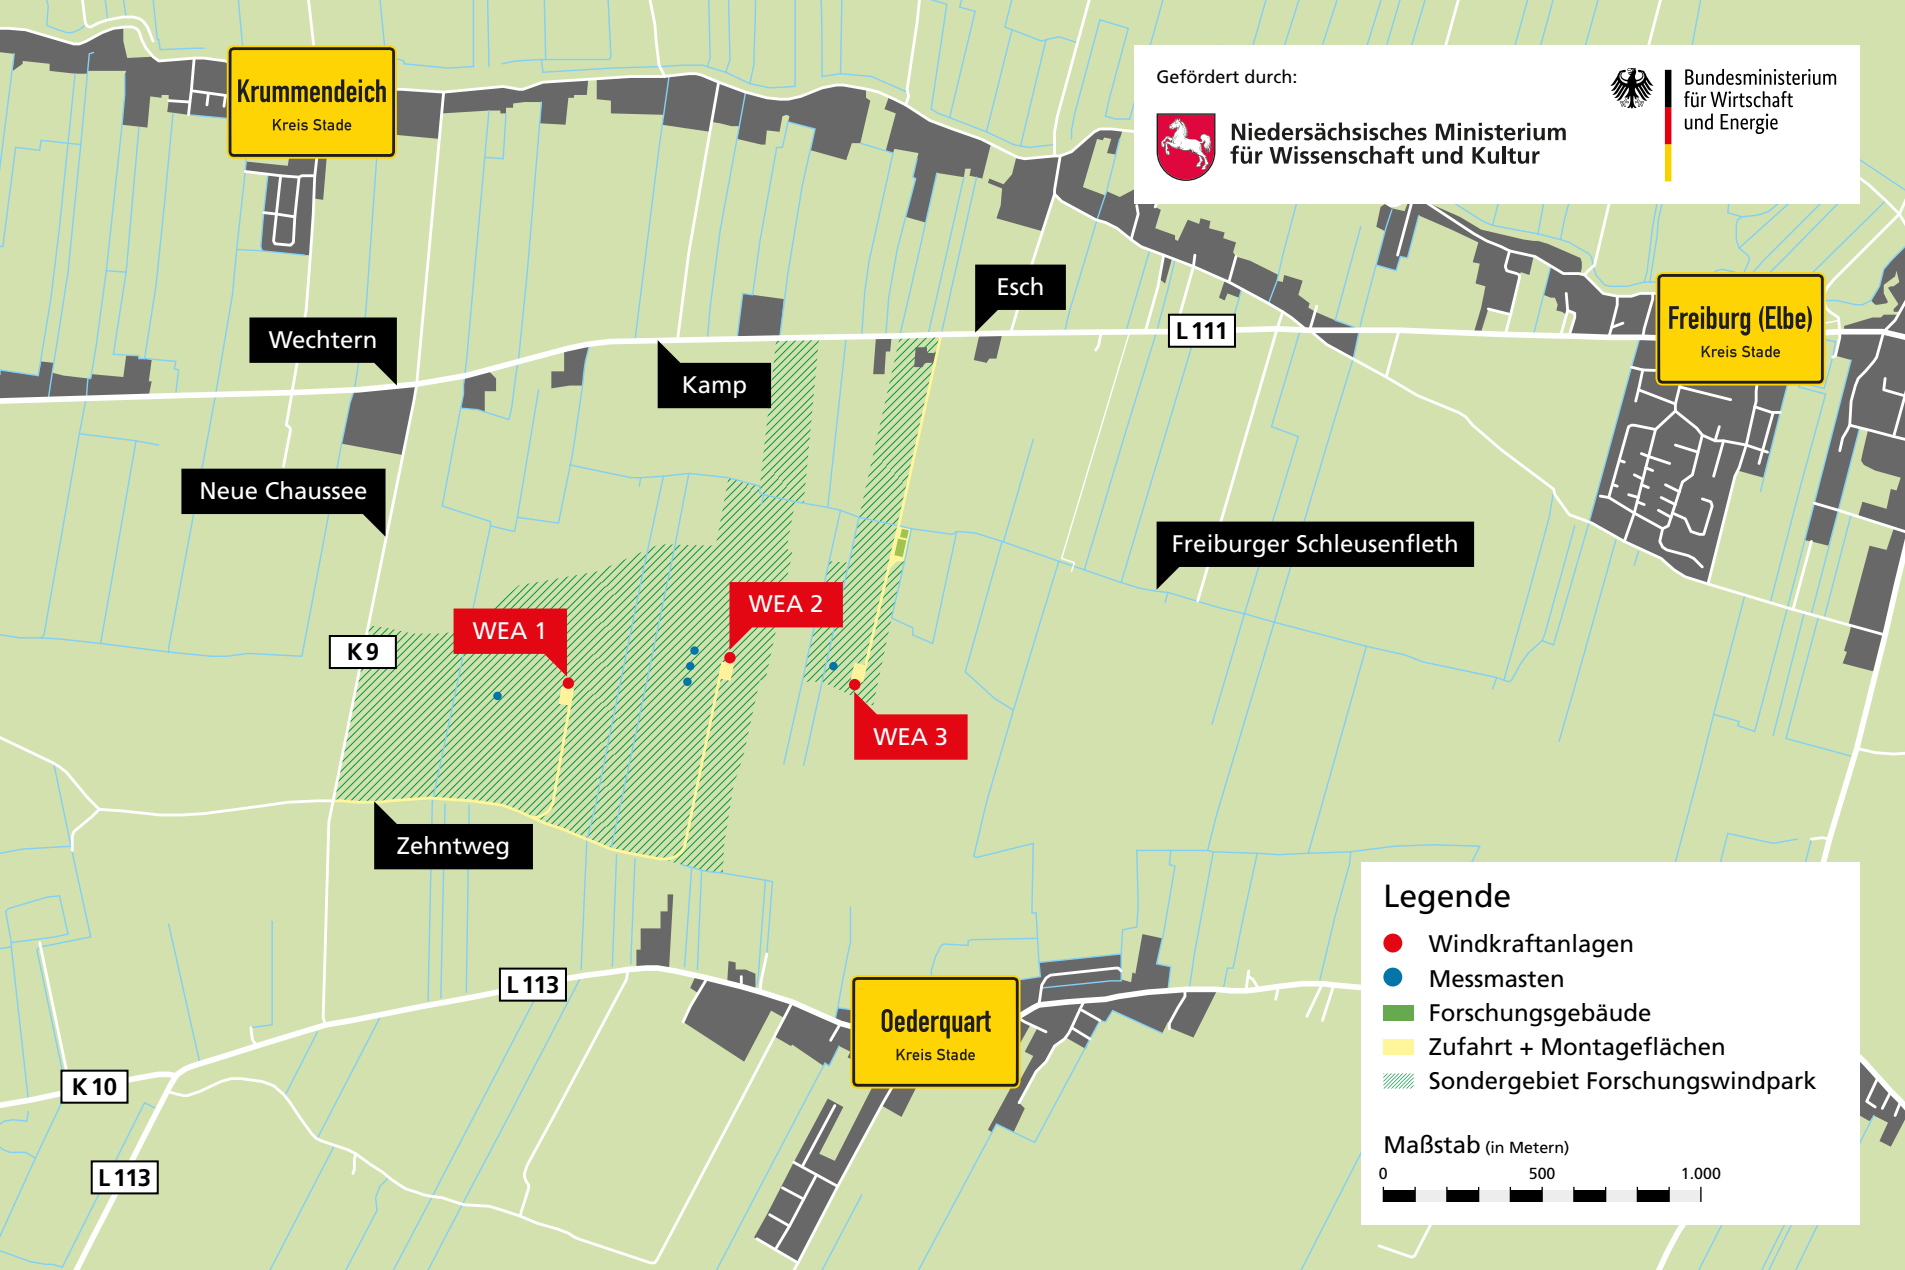 Krummendeich
Kreis Stade
Gefördert durch:
Niedersächsisches Ministerium
für Wissenschaft und Kultur
Bundesministerium
für Wirtschaft
und Energie
Esch
Wechtern
L 111
Freiburg (Elbe)
Kreis Stade
Kamp
Neue Chaussee
Freiburger Schleusenfleth
WEA 2
WEA 1
K 9
WEA 3
Zehntweg
L 113
Oederquart
Kreis Stade
K 10
L 113
Legende
Windkraftanlagen
Messmasten
Forschungsgebäude
Zufahrt + Montageflächen
Sondergebiet Forschungswindpark
Maßstab (in Metern)
0 500 1.000